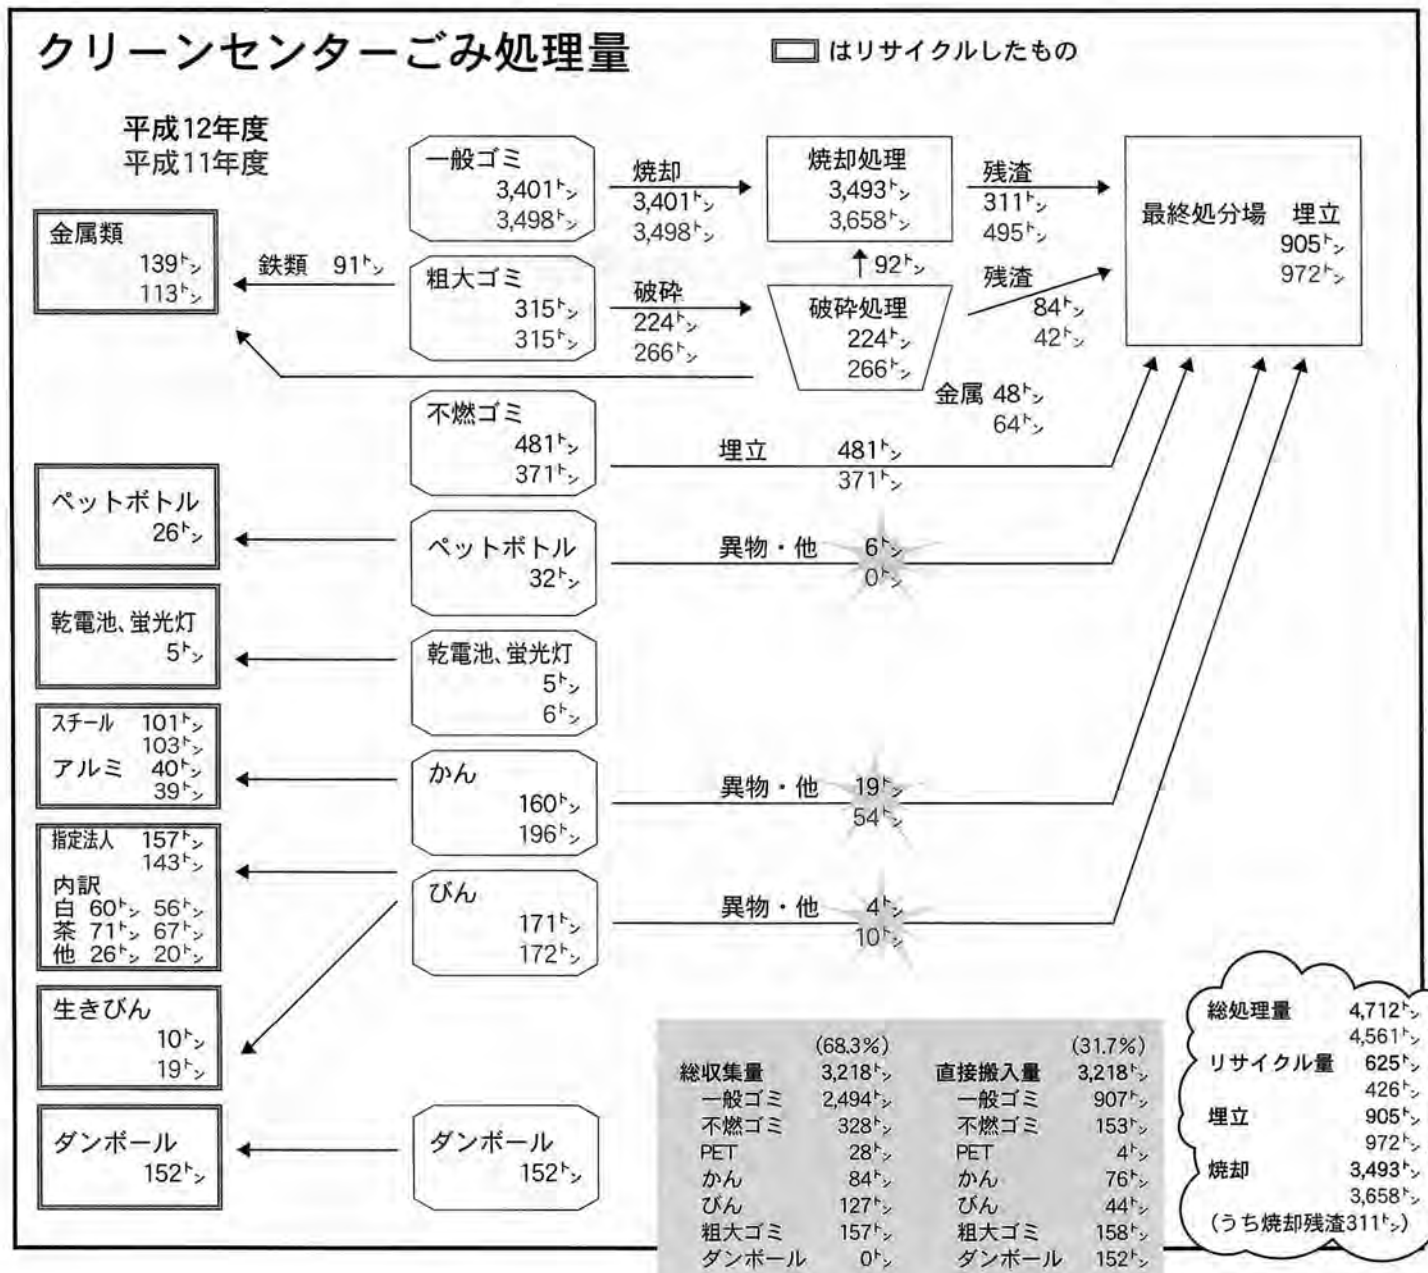 クリーンセンターごみ処理量
はリサイクルしたもの
平成12年度
平成11年度
金属類
139トン
113トン
鉄類 91トン
一般ゴミ
3,401トン
3,498トン
焼却
3,401トン
3,498トン
焼却処理
3,493トン
3,658トン
残渣
311トン
495トン
最終処分場 埋立
905トン
972トン
粗大ゴミ
315トン
315トン
破砕
224トン
266トン
92トン
破砕処理
224トン
266トン
残渣
84トン
42トン
金属 48トン
64トン
不燃ゴミ
481トン
371トン
埋立 481トン
371トン
ペットボトル
26トン
ペットボトル
32トン
異物・他 6トン
0トン
乾電池、蛍光灯
5トン
乾電池、蛍光灯
5トン
6トン
スチール 101トン
103トン
アルミ 40トン
39トン
かん
160トン
196トン
異物・他 19トン
54トン
指定法人 157トン
143トン
内訳
白 60トン 56トン
茶 71トン 67トン
他 26トン 20トン
びん
171トン
172トン
異物・他 4トン
10トン
生きびん
10トン
19トン
ダンボール
152トン
ダンボール
152トン
(68.3%)
総収集量 3,218トン
一般ゴミ 2,494トン
不燃ゴミ 328トン
PET 28トン
かん 84トン
びん 127トン
粗大ゴミ 157トン
ダンボール 0トン
(31.7%)
直接搬入量 3,218トン
一般ゴミ 907トン
不燃ゴミ 153トン
PET 4トン
かん 76トン
びん 44トン
粗大ゴミ 158トン
ダンボール 152トン
総処理量 4,712トン
4,561トン
リサイクル量 625トン
426トン
埋立 905トン
972トン
焼却 3,493トン
3,658トン
(うち焼却残渣311トン)